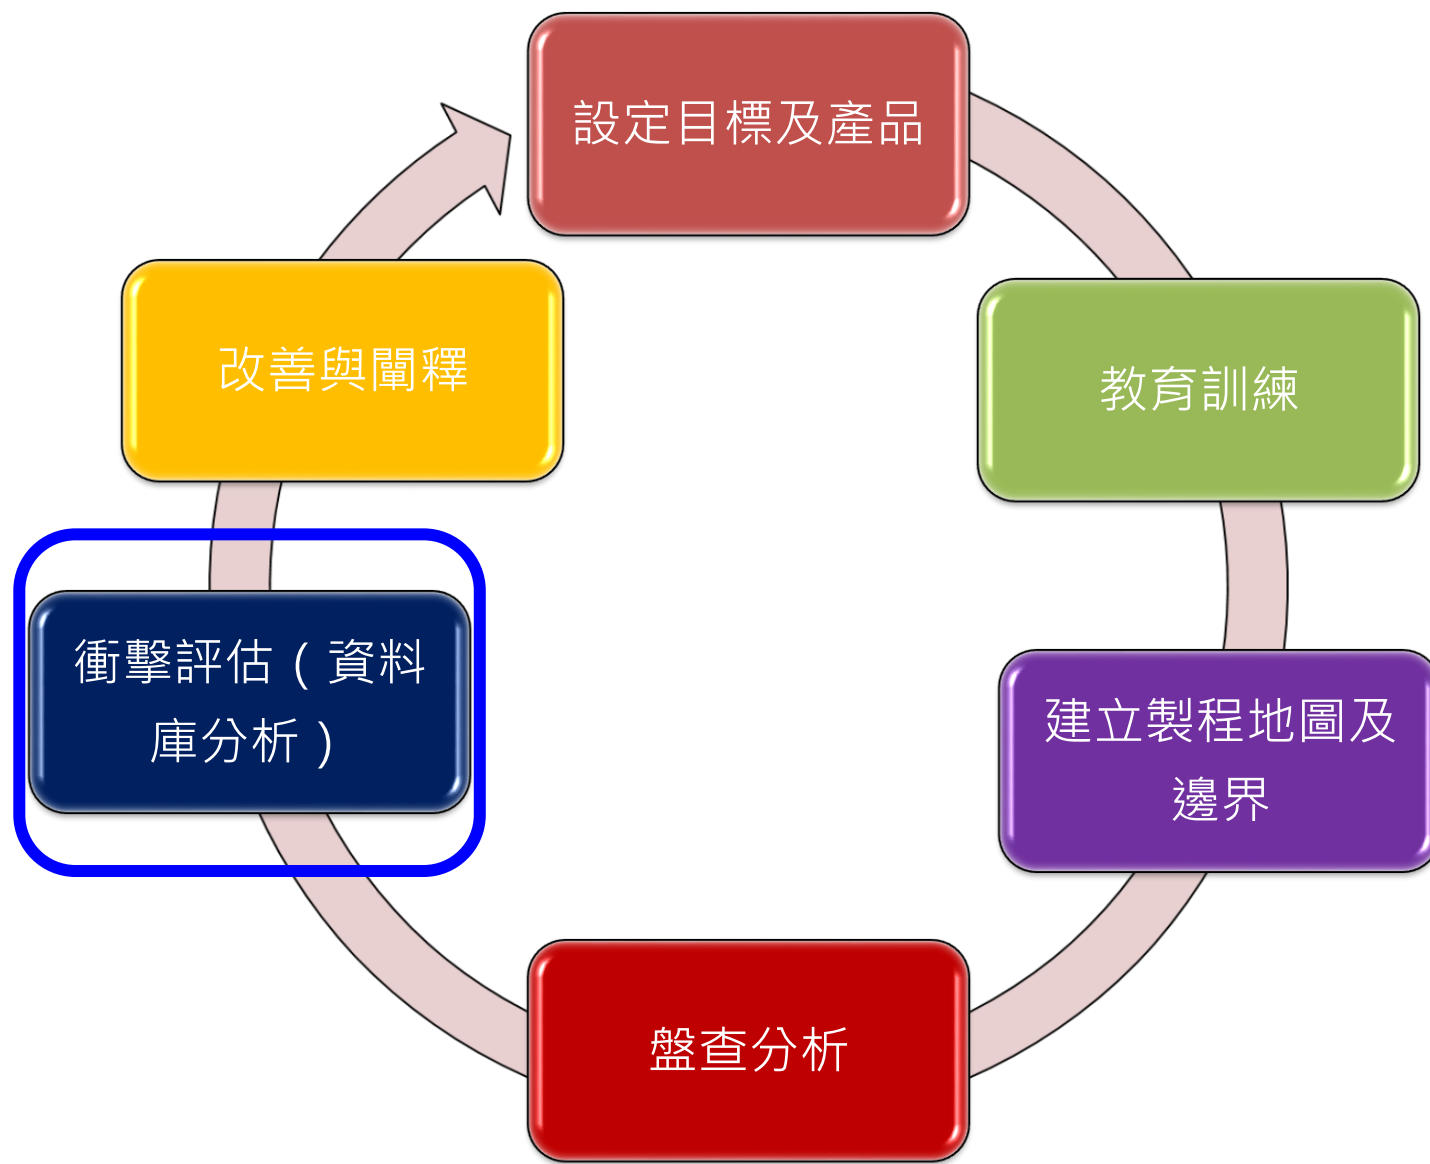 設定目標及產品
教育訓練
建立製程地圖及
邊界
盤查分析
衝擊評估（資料
庫分析）
改善與闡釋